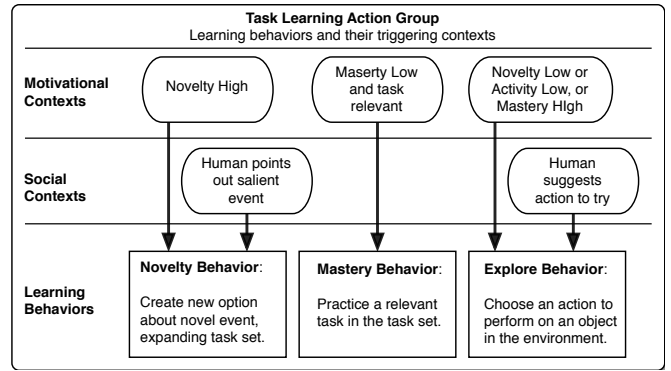 Task Learning Action Group
Learning behaviors and their triggering contexts
Motivational
Contexts
Novelty High
Maserty Low
and task
relevant
Novelty Low or
Activity Low, or
Mastery HIgh
Social
Contexts
Human points
out salient
event
Human
suggests
action to try
Learning
Behaviors
Novelty Behavior:
Create new option
about novel event,
expanding task set.
Mastery Behavior:
Practice a relevant
task in the task set.
Explore Behavior:
Choose an action to
perform on an object
in the environment.